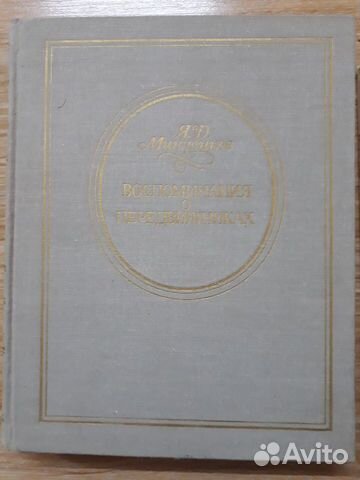 Я.Д
Минченков
ВОСПОМИНАНИЯ
О
ПЕРЕДВИЖНИКАХ
Avito